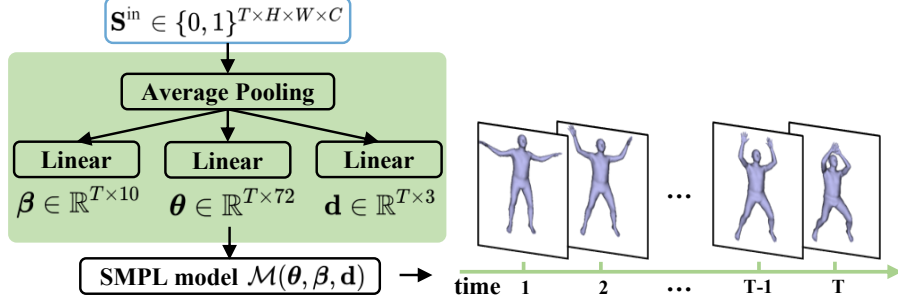 S^in ∈ {0, 1}^{T×H×W×C}
Average Pooling
Linear Linear Linear
β ∈ ℝ^{T×10} θ ∈ ℝ^{T×72} d ∈ ℝ^{T×3}
SMPL model ℳ(θ, β, d)
...
time 1 2 ... T-1 T